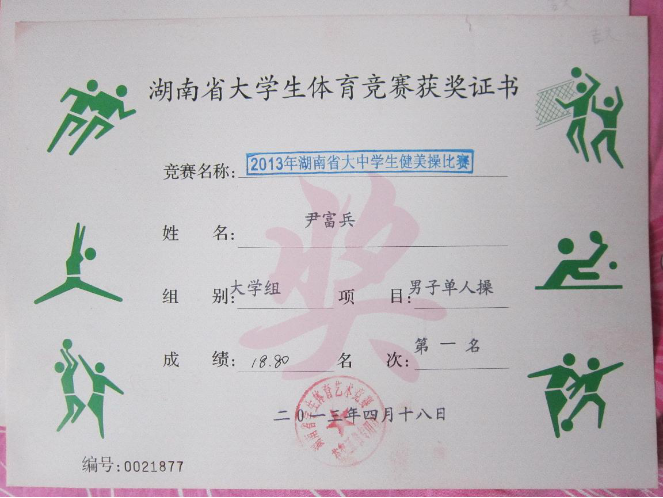 湖南省大学生体育竞赛获奖证书
竞赛名称: 2013年湖南省大中学生健美操比赛
姓 名: 尹富兵
组 别: 大学组 项 目: 男子单人操
成 绩: 18.80 名 次: 第一名
二0一三年四月十八日
编号:0021877
奖